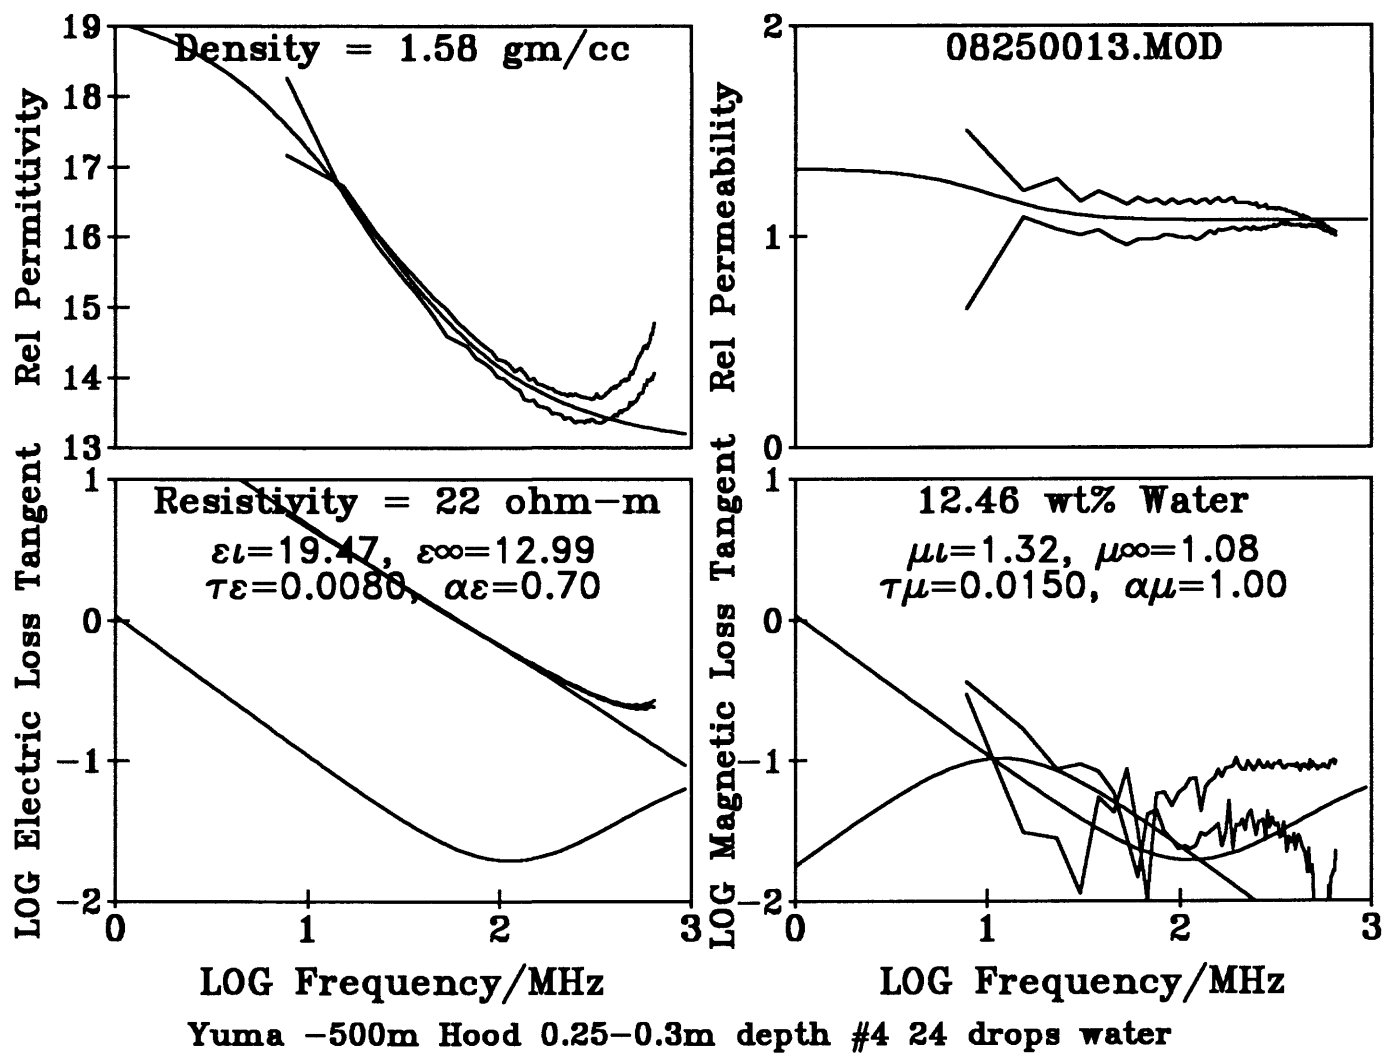 Density = 1.58 gm/cc
19
18
17
16
15
14
13
Rel Permittivity
08250013.MOD
2
1
0
Rel Permeability
Resistivity = 22 ohm-m
ει=19.47, ε∞=12.99
τε=0.0080, αε=0.70
1
0
-1
-2
LOG Electric Loss Tangent
0 1 2 3
LOG Frequency/MHz
12.46 wt% Water
μι=1.32, μ∞=1.08
τμ=0.0150, αμ=1.00
1
0
-1
-2
LOG Magnetic Loss Tangent
0 1 2 3
LOG Frequency/MHz
Yuma -500m Hood 0.25-0.3m depth #4 24 drops water